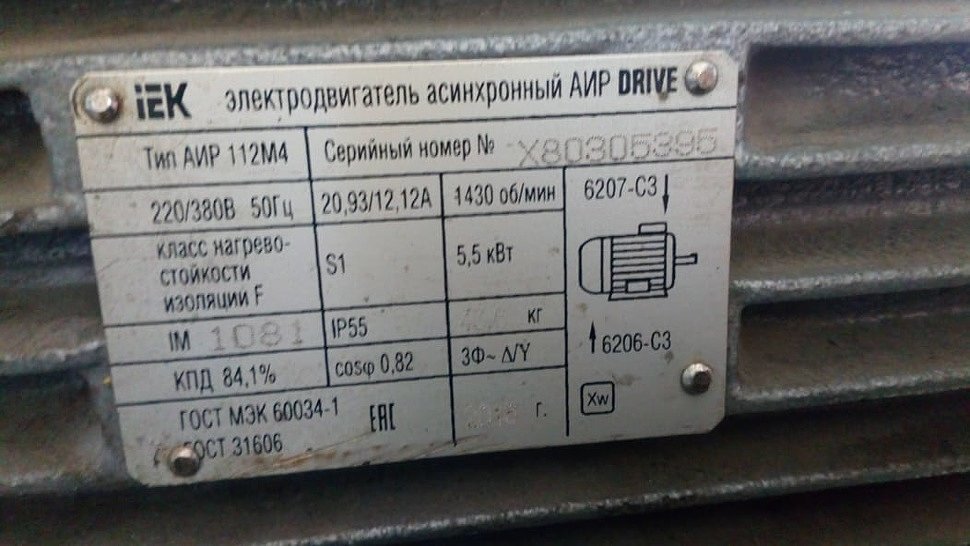 iEK электродвигатель асинхронный АИР DRIVE
Тип АИР 112М4
Серийный номер № X80305395
220/380В 50Гц
20,93/12,12А
1430 об/мин
6207-С3
класс нагрево-
стойкости
изоляции F
S1
5,5 кВт
IM 1081
IP55
кг
6206-С3
КПД 84,1%
cosφ 0,82
3Ф~ Δ/Y
Xw
ГОСТ МЭК 60034-1
ГОСТ 31606
EAC
г.